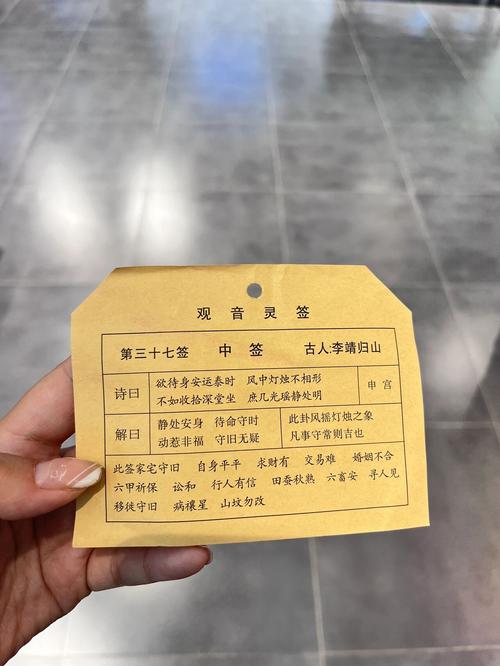 观音灵签
第三十七签 中签 古人:李靖归山
诗曰
欲待身安运泰时 风中灯烛不相形
不如收拾深堂坐 庶几光瑶静处明
申宫
解曰
静处安身 待命守时
动惹非福 守旧无疑
此卦风摇灯烛之象
凡事守常则吉也
此签家宅守旧 自身平平 求财有 交易难 婚姻不合
六甲祈保 讼和 行人有信 田蚕秋熟 六畜安 寻人见
移徙守旧 病禳星 山坟勿改